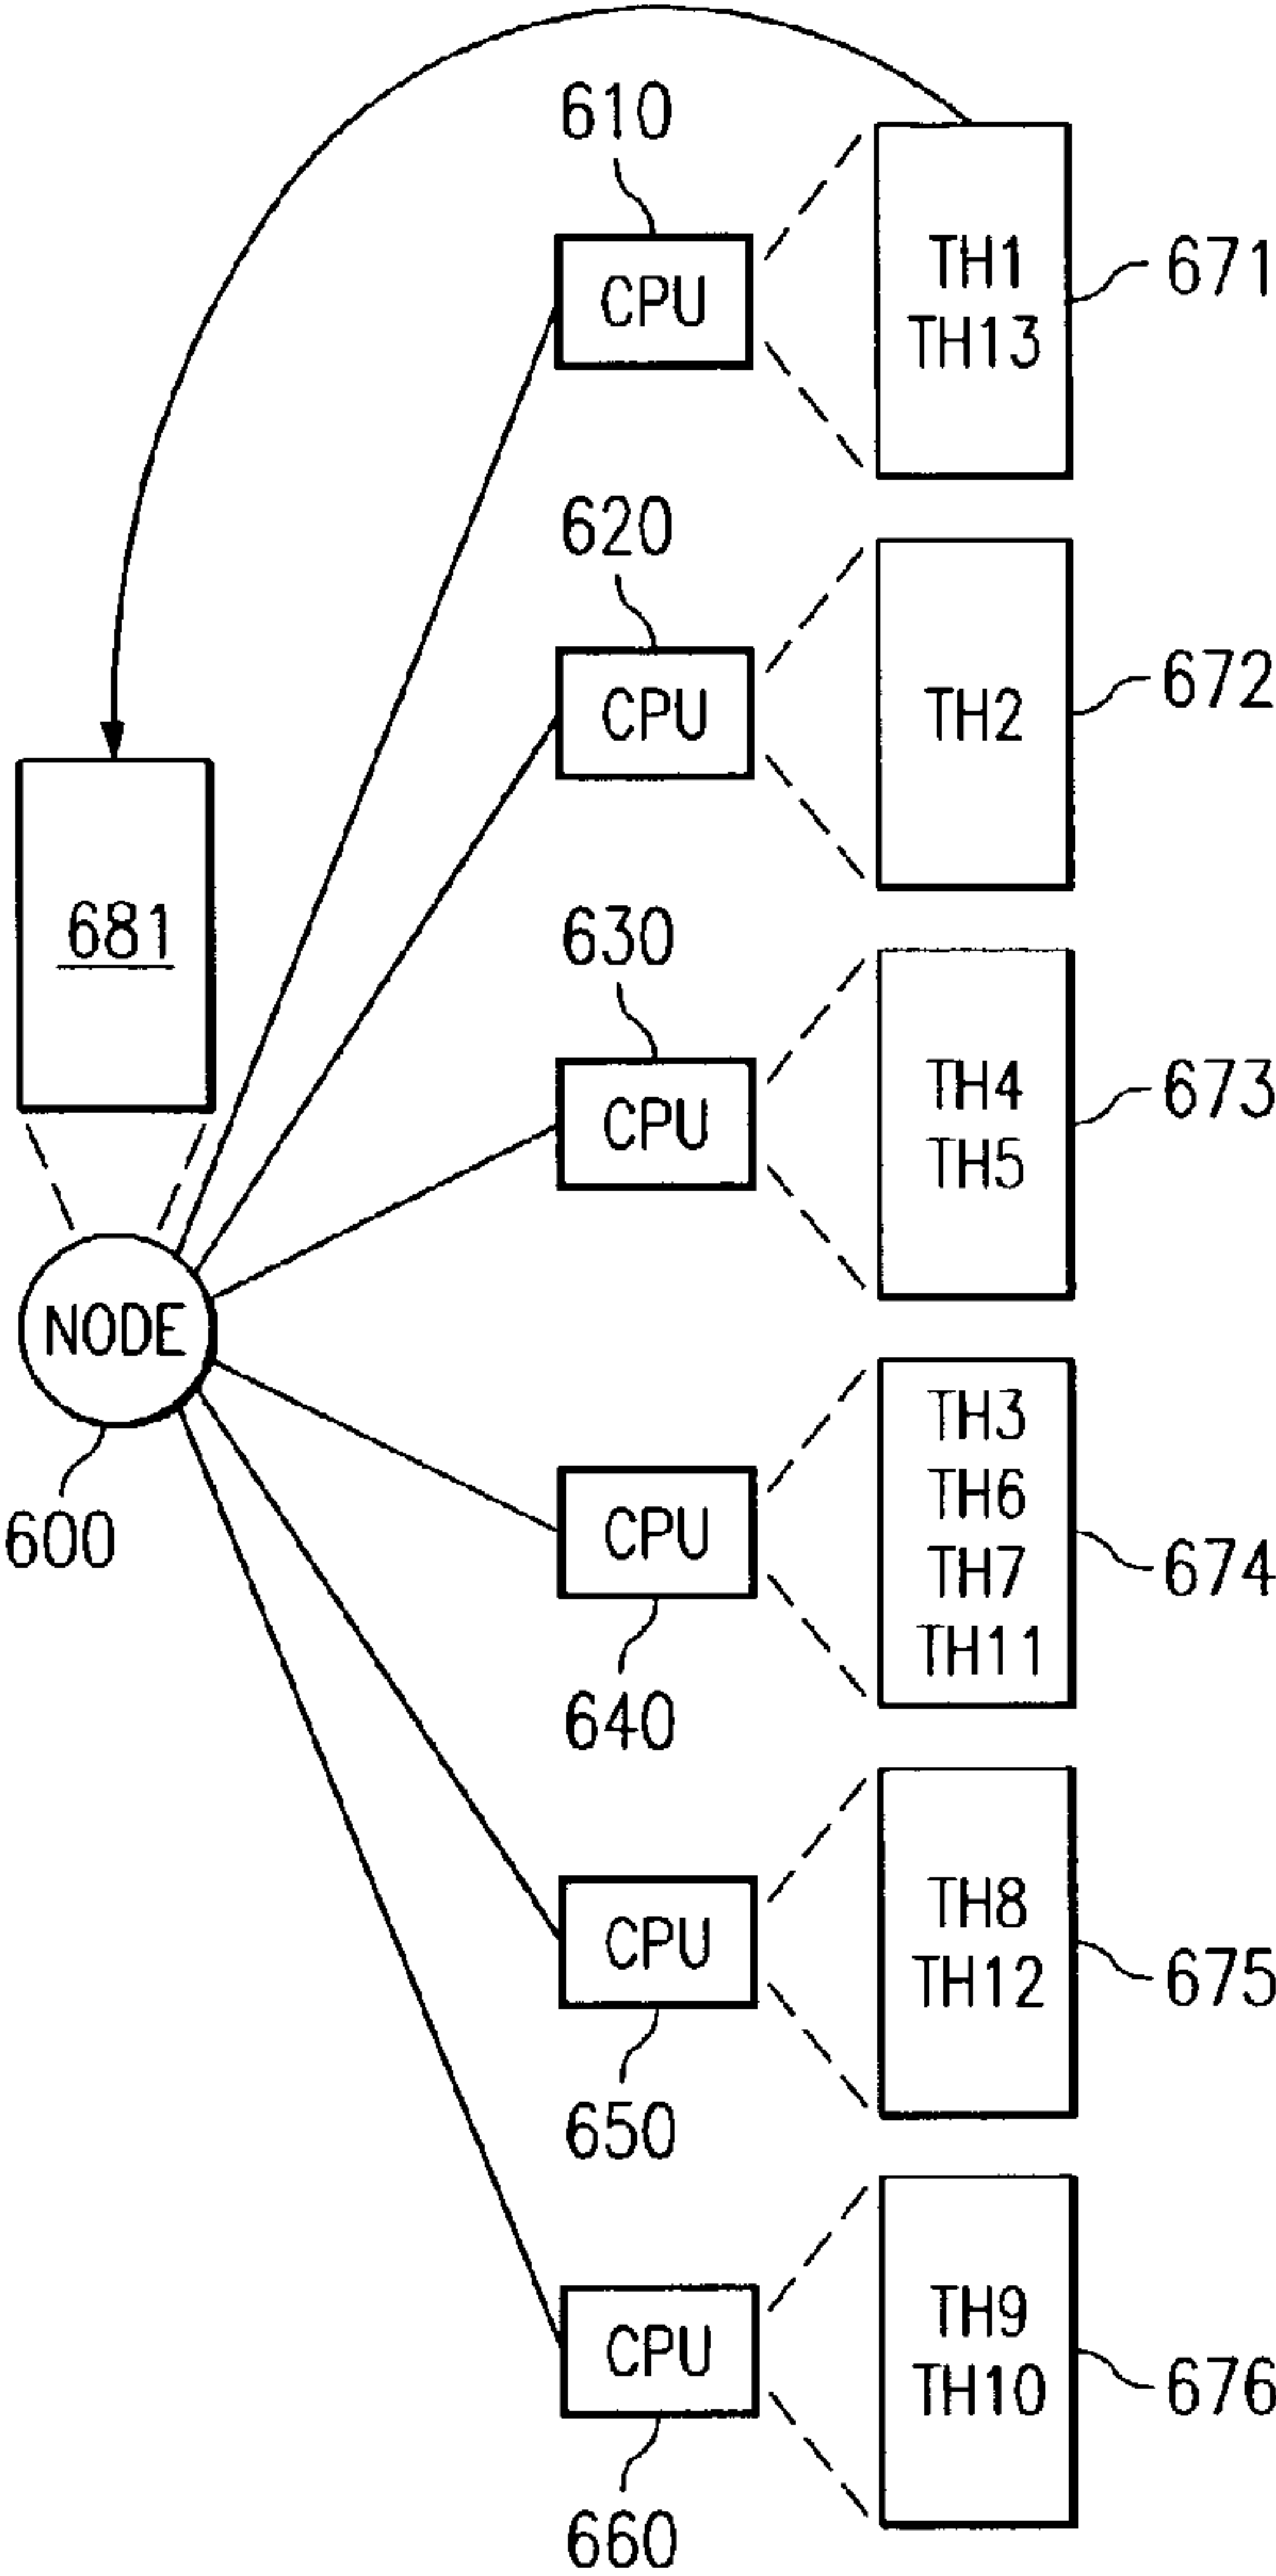 610
CPU
TH1
TH13
671
620
CPU
TH2
672
681
630
CPU
TH4
TH5
673
NODE
600
CPU
640
TH3
TH6
TH7
TH11
674
CPU
650
TH8
TH12
675
CPU
660
TH9
TH10
676